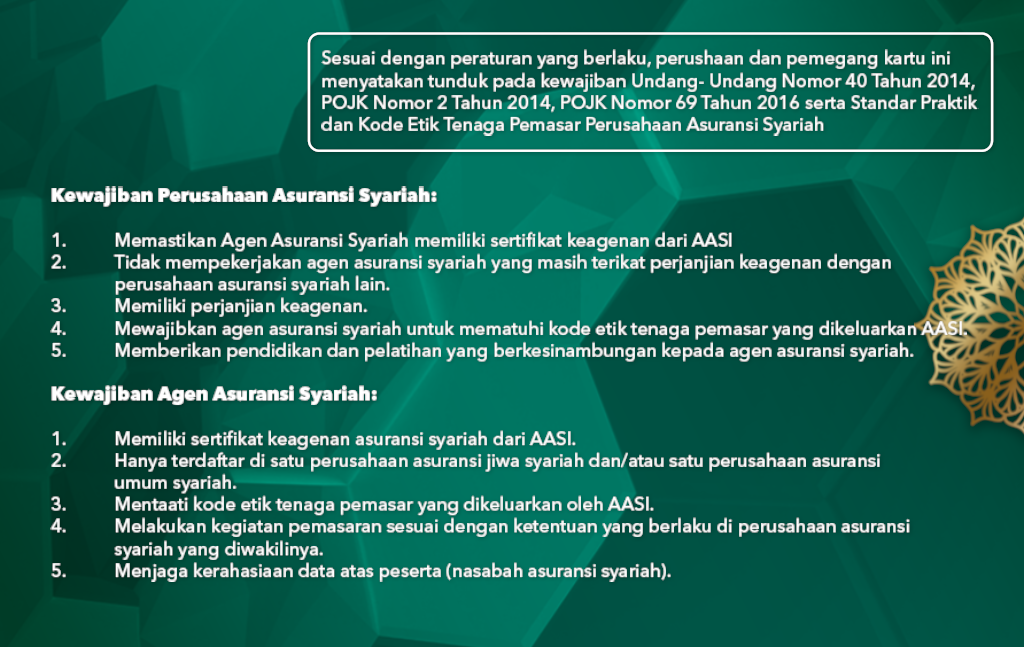 Sesuai dengan peraturan yang berlaku, perushaan dan pemegang kartu ini
menyatakan tunduk pada kewajiban Undang- Undang Nomor 40 Tahun 2014,
POJK Nomor 2 Tahun 2014, POJK Nomor 69 Tahun 2016 serta Standar Praktik
dan Kode Etik Tenaga Pemasar Perusahaan Asuransi Syariah
Kewajiban Perusahaan Asuransi Syariah:
1. Memastikan Agen Asuransi Syariah memiliki sertifikat keagenan dari AASI
2. Tidak mempekerjakan agen asuransi syariah yang masih terikat perjanjian keagenan dengan
perusahaan asuransi syariah lain.
3. Memiliki perjanjian keagenan.
4. Mewajibkan agen asuransi syariah untuk mematuhi kode etik tenaga pemasar yang dikeluarkan AASI.
5. Memberikan pendidikan dan pelatihan yang berkesinambungan kepada agen asuransi syariah.
Kewajiban Agen Asuransi Syariah:
1. Memiliki sertifikat keagenan asuransi syariah dari AASI.
2. Hanya terdaftar di satu perusahaan asuransi jiwa syariah dan/atau satu perusahaan asuransi
umum syariah.
3. Mentaati kode etik tenaga pemasar yang dikeluarkan oleh AASI.
4. Melakukan kegiatan pemasaran sesuai dengan ketentuan yang berlaku di perusahaan asuransi
syariah yang diwakilinya.
5. Menjaga kerahasiaan data atas peserta (nasabah asuransi syariah).